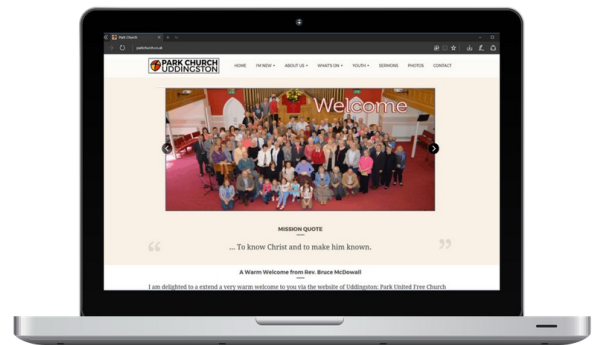 Park Church
parkchurch.co.uk
PARK CHURCH
UDDINGSTON
HOME I'M NEW ABOUT US WHAT'S ON YOUTH SERMONS PHOTOS CONTACT
Welcome
MISSION QUOTE
“ ... To know Christ and to make him known. ”
A Warm Welcome from Rev. Bruce McDowall
I am delighted to a extend a very warm welcome to you via the website of Uddingston: Park United Free Church